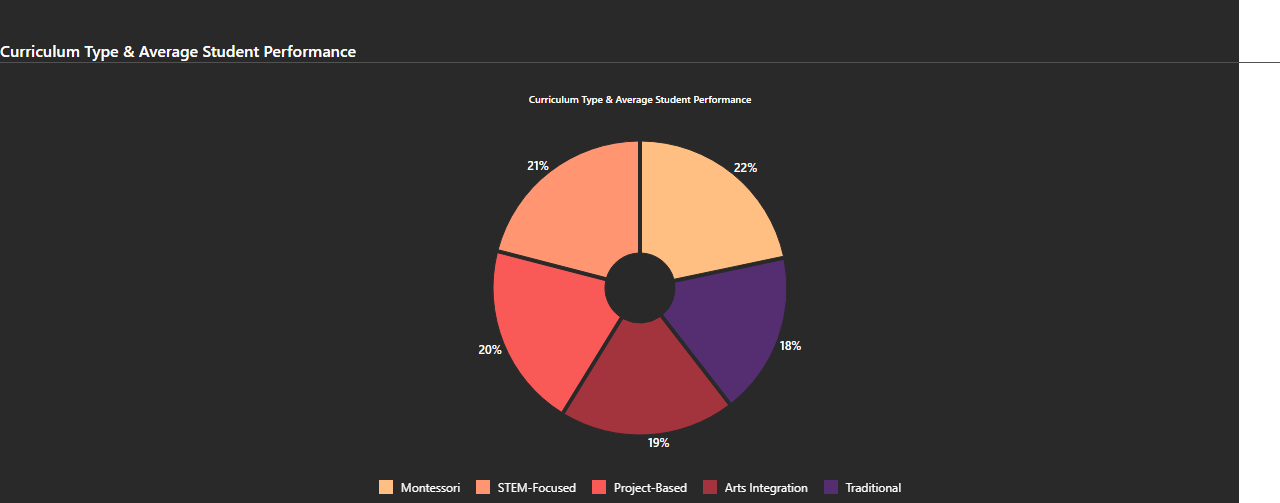 Curriculum Type & Average Student Performance
Curriculum Type & Average Student Performance
21%
22%
20%
18%
19%
Montessori
STEM-Focused
Project-Based
Arts Integration
Traditional